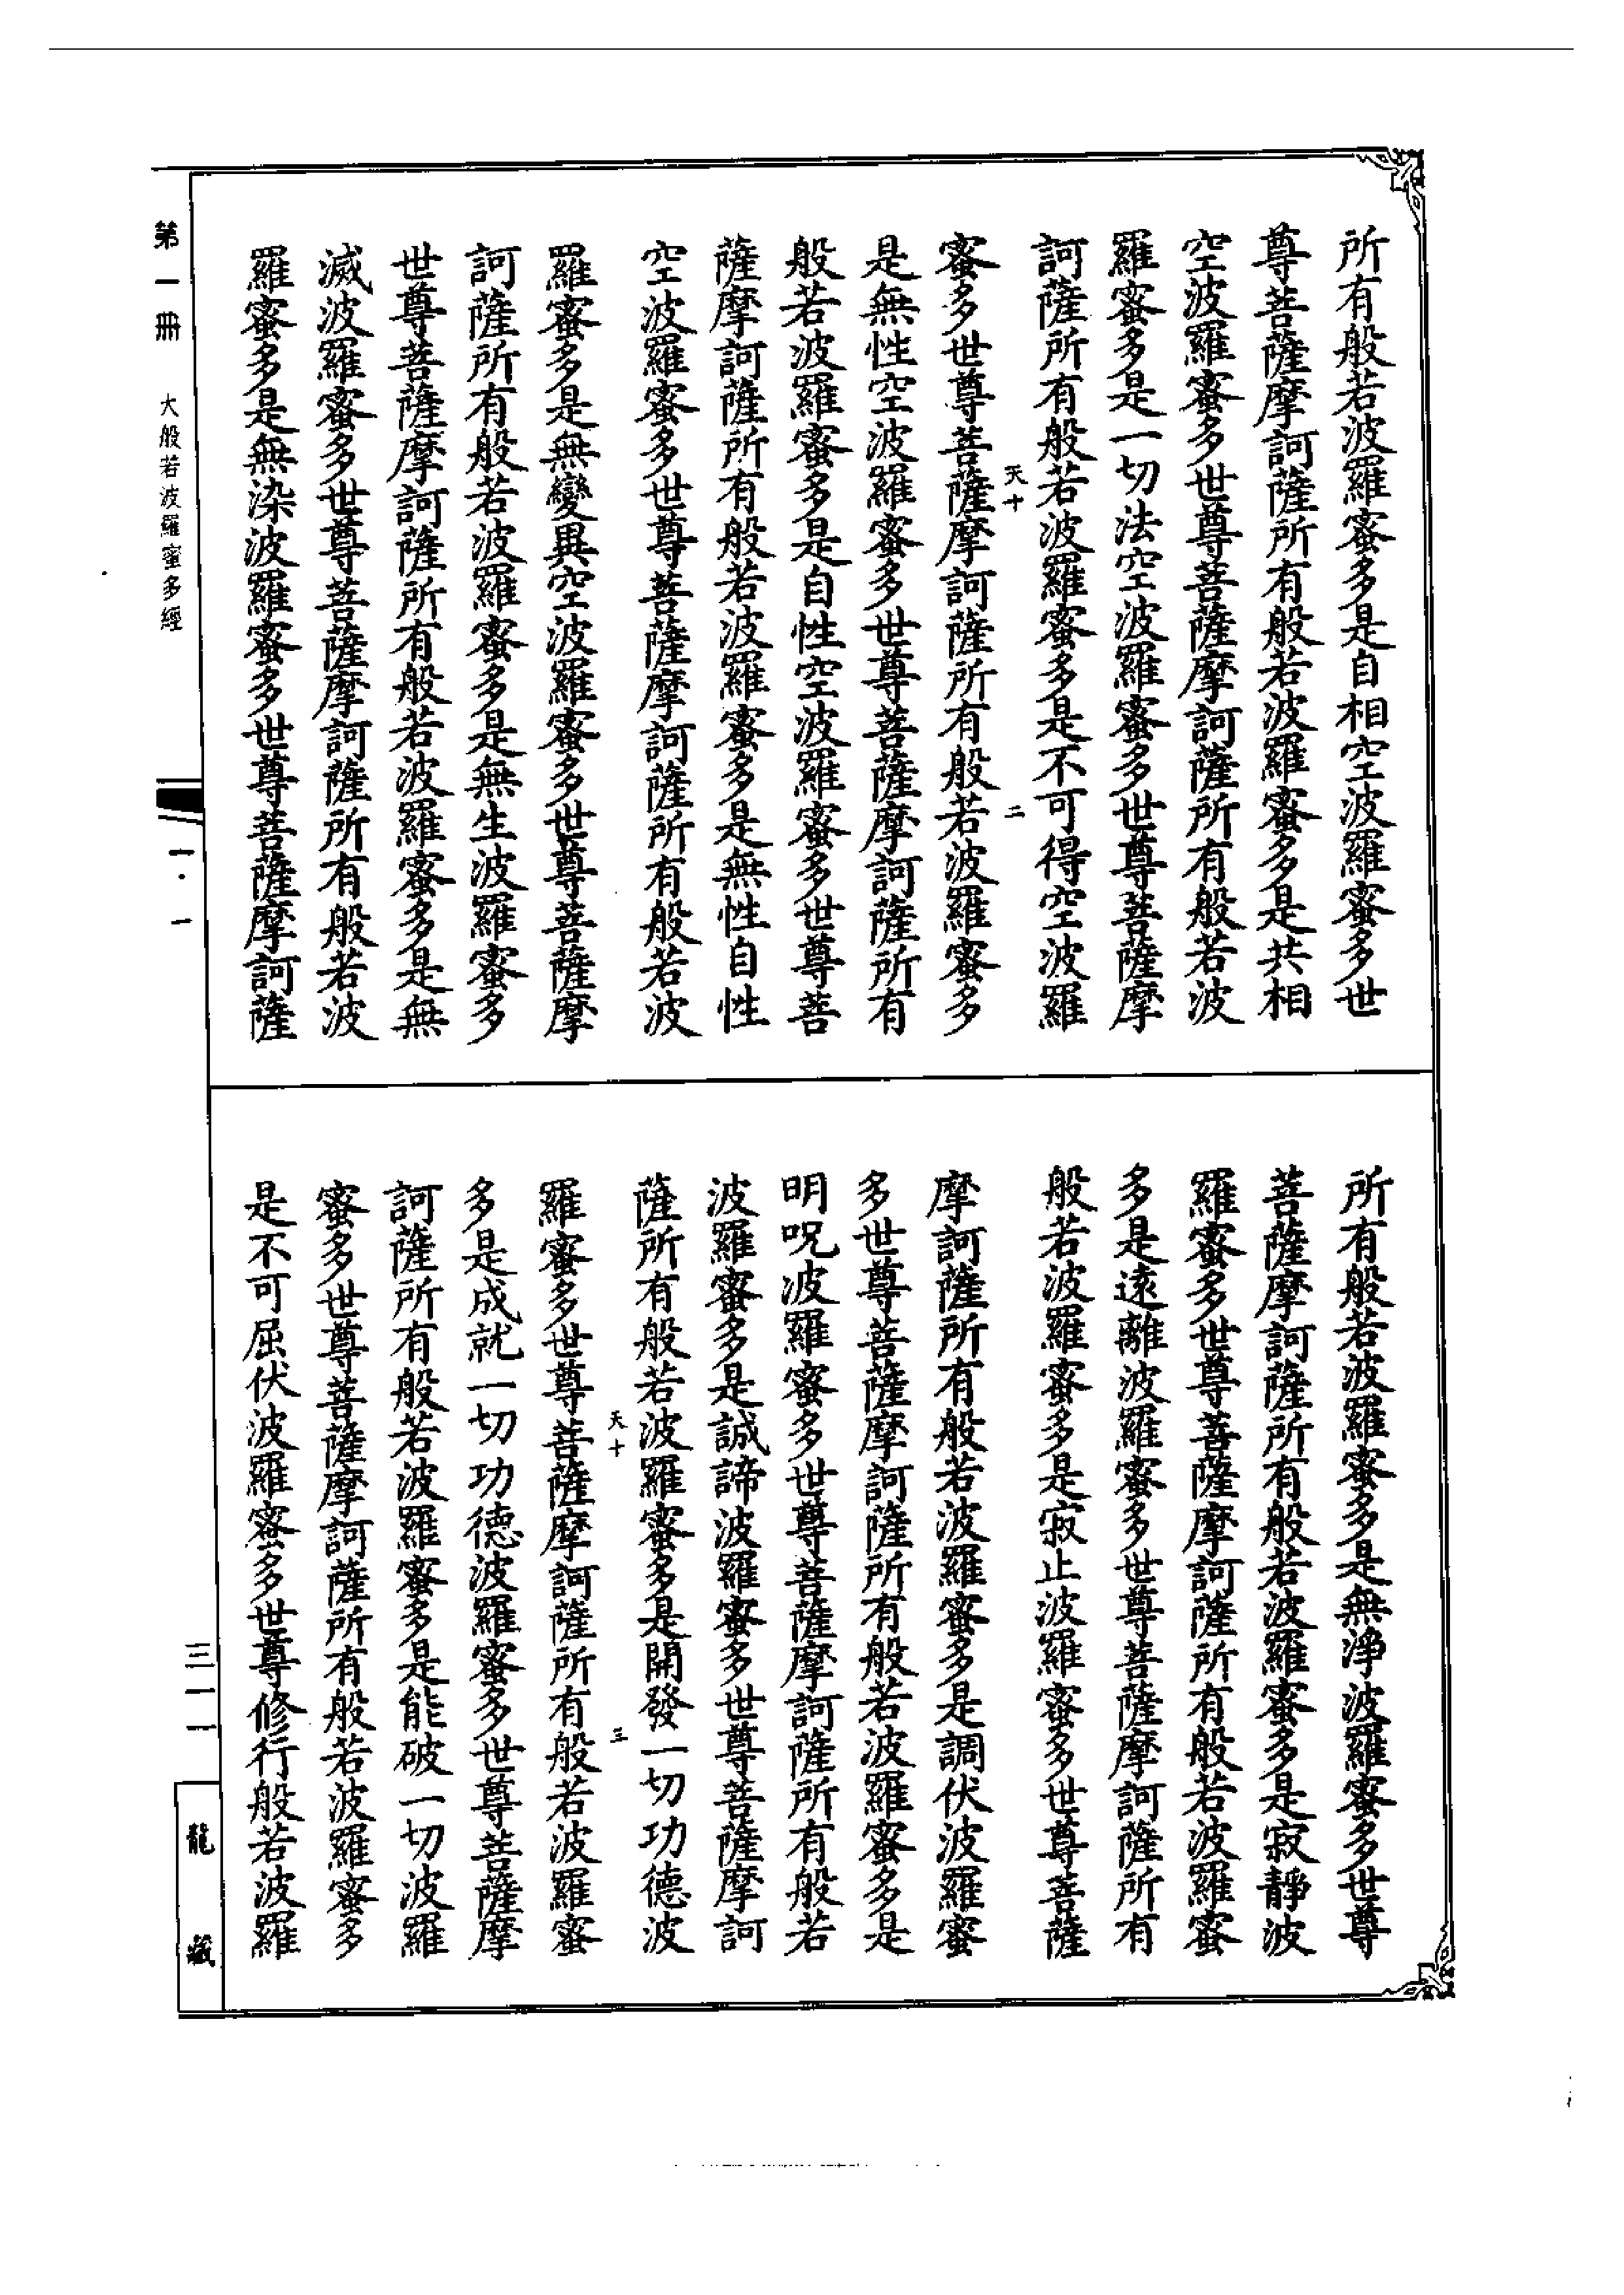 所有般若波羅蜜多是自相空波羅蜜多世
尊菩薩摩訶薩所有般若波羅蜜多是共相
空波羅蜜多世尊菩薩摩訶薩所有般若波
羅蜜多是一切法空波羅蜜多世尊菩薩摩
訶薩所有般若波羅蜜多是不可得空波羅
天十 二
蜜多世尊菩薩摩訶薩所有般若波羅蜜多
是無性空波羅蜜多世尊菩薩摩訶薩所有
般若波羅蜜多是自性空波羅蜜多世尊菩
薩摩訶薩所有般若波羅蜜多是無性自性
空波羅蜜多世尊菩薩摩訶薩所有般若波
羅蜜多是無變異空波羅蜜多世尊菩薩摩
訶薩所有般若波羅蜜多是無生波羅蜜多
世尊菩薩摩訶薩所有般若波羅蜜多是無
滅波羅蜜多世尊菩薩摩訶薩所有般若波
羅蜜多是無染波羅蜜多世尊菩薩摩訶薩
所有般若波羅蜜多是無淨波羅蜜多世尊
菩薩摩訶薩所有般若波羅蜜多是寂靜波
羅蜜多世尊菩薩摩訶薩所有般若波羅蜜
多是遠離波羅蜜多世尊菩薩摩訶薩所有
般若波羅蜜多是寂止波羅蜜多世尊菩薩
摩訶薩所有般若波羅蜜多是調伏波羅蜜
多世尊菩薩摩訶薩所有般若波羅蜜多是
明呪波羅蜜多世尊菩薩摩訶薩所有般若
波羅蜜多是誠諦波羅蜜多世尊菩薩摩訶
薩所有般若波羅蜜多是開發一切功德波
天十 三
羅蜜多世尊菩薩摩訶薩所有般若波羅蜜
多是成就一切功德波羅蜜多世尊菩薩摩
訶薩所有般若波羅蜜多是能破一切波羅
蜜多世尊菩薩摩訶薩所有般若波羅蜜多
是不可屈伏波羅蜜多世尊修行般若波羅
第一冊 大般若波羅蜜多經 一·一 三一一 龍藏